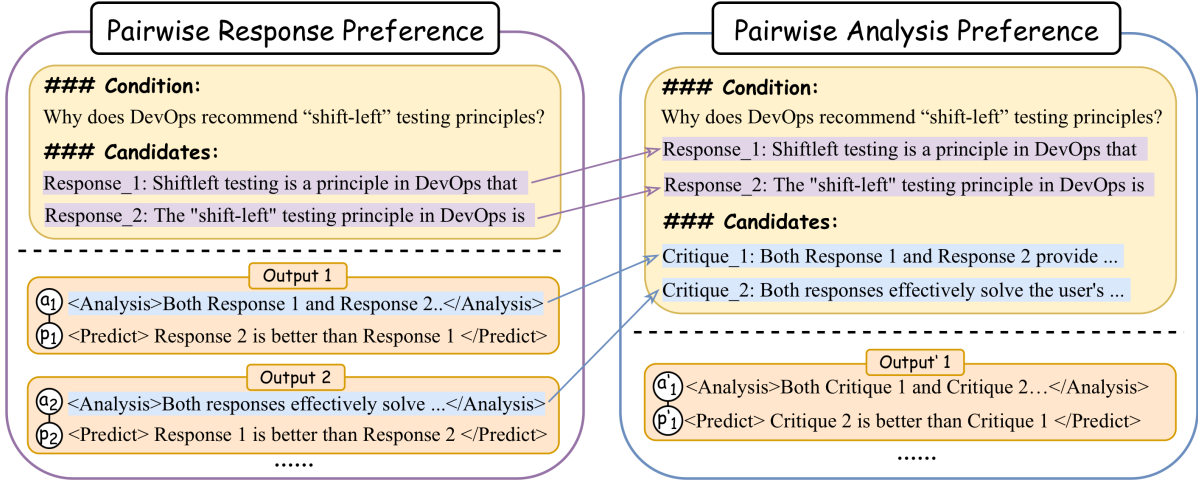 Pairwise Response Preference
### Condition:
Why does DevOps recommend “shift-left” testing principles?
### Candidates:
Response_1: Shiftleft testing is a principle in DevOps that
Response_2: The "shift-left" testing principle in DevOps is
Output 1
a1 <Analysis>Both Response 1 and Response 2..</Analysis>
p1 <Predict> Response 2 is better than Response 1 </Predict>
Output 2
a2 <Analysis>Both responses effectively solve ...</Analysis>
p2 <Predict> Response 1 is better than Response 2 </Predict>
......
Pairwise Analysis Preference
### Condition:
Why does DevOps recommend “shift-left” testing principles?
Response_1: Shiftleft testing is a principle in DevOps that
Response_2: The "shift-left" testing principle in DevOps is
### Candidates:
Critique_1: Both Response 1 and Response 2 provide ...
Critique_2: Both responses effectively solve the user's ...
Output' 1
a'1 <Analysis>Both Critique 1 and Critique 2…</Analysis>
p'1 <Predict> Critique 2 is better than Critique 1 </Predict>
......